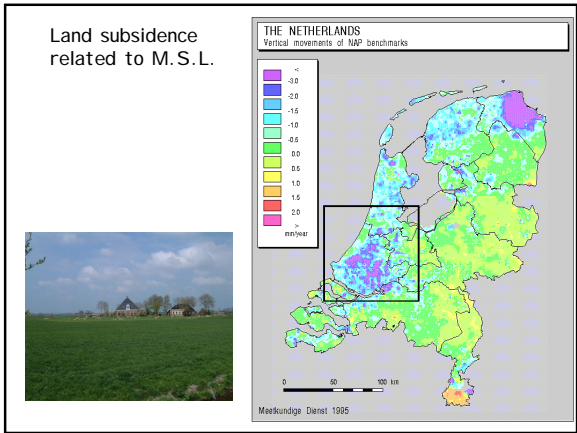 Land subsidence
related to M.S.L.
THE NETHERLANDS
Vertical movements of NAP benchmarks
<
-3.0
-2.0
-1.5
-1.0
-0.5
0.0
0.5
1.0
1.5
2.0
>
mm/year
0 50 100 km
Meetkundige Dienst 1995